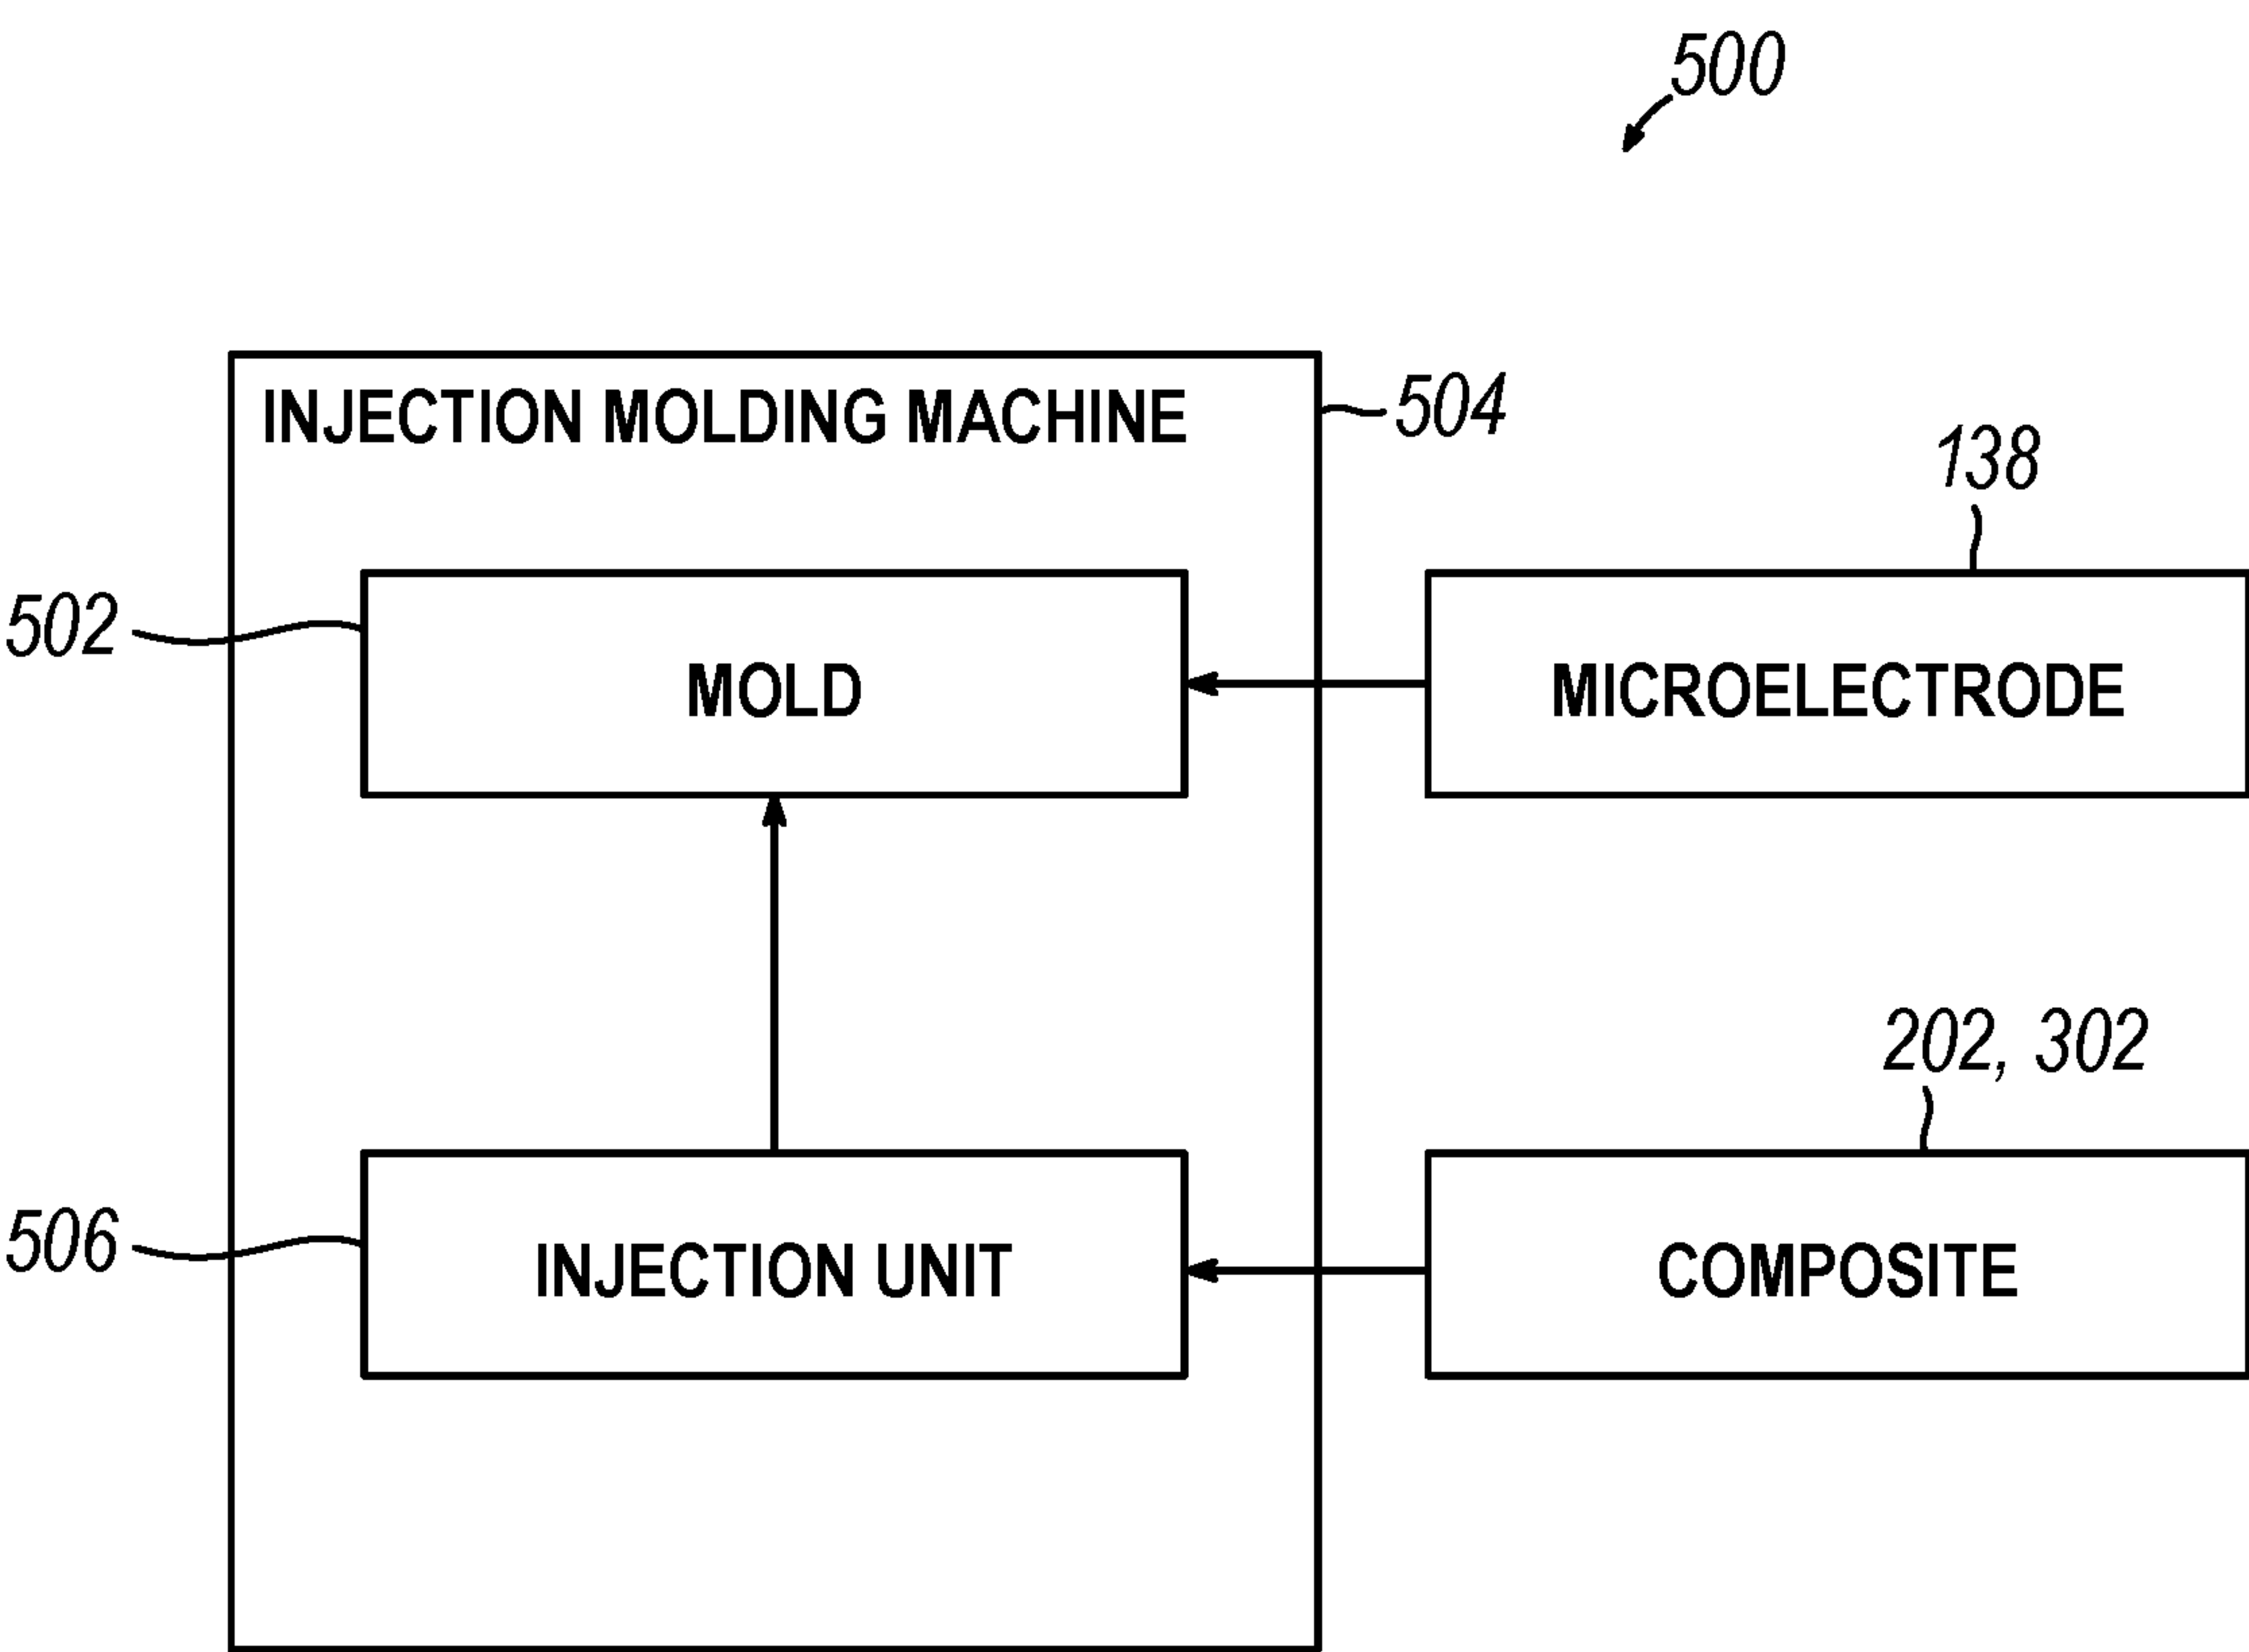 500
INJECTION MOLDING MACHINE
504
138
502
MOLD
MICROELECTRODE
202, 302
506
INJECTION UNIT
COMPOSITE